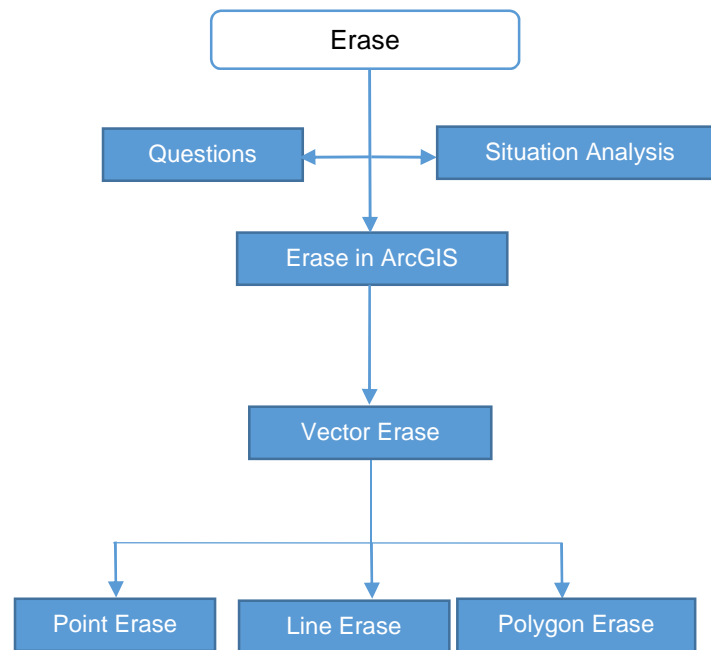 Erase
Questions
Situation Analysis
Erase in ArcGIS
Vector Erase
Point Erase
Line Erase
Polygon Erase